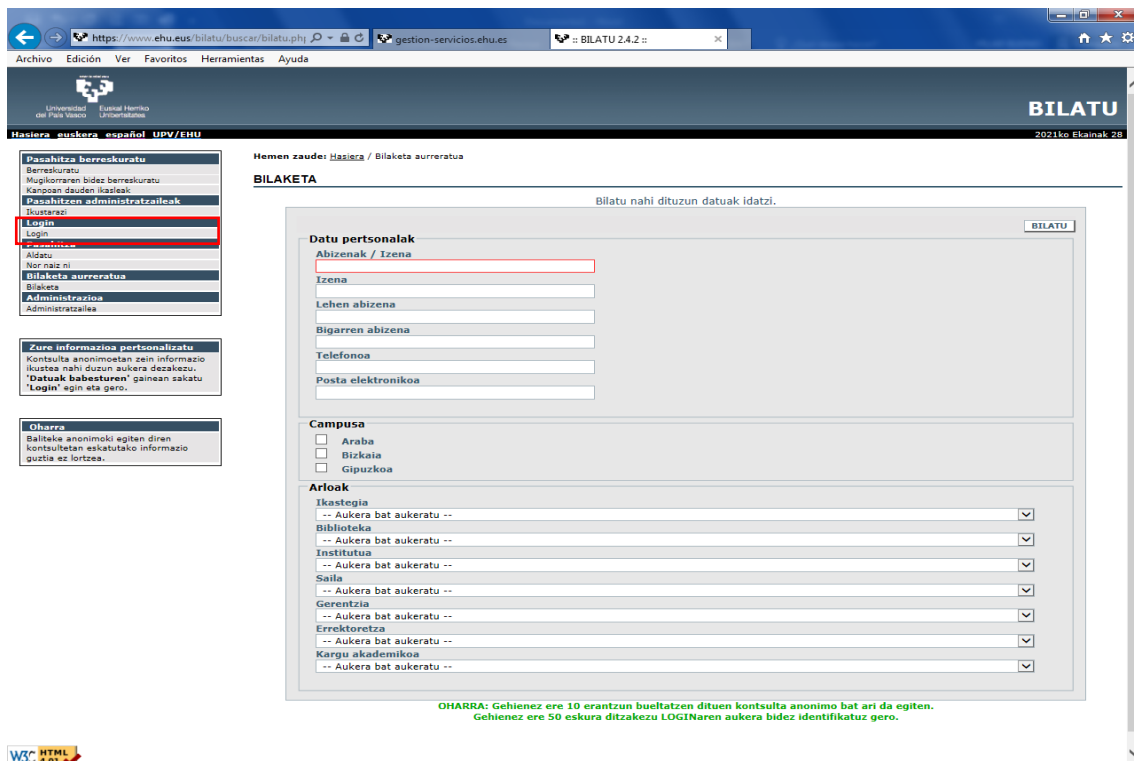 https://www.ehu.eus/bilatu/buscar/bilatu.php
gestion-servicios.ehu.es
:: BILATU 2.4.2 ::
Archivo Edición Ver Favoritos Herramientas Ayuda
Universidad del País Vasco
Euskal Herriko Unibertsitatea
BILATU
Hasiera euskera español UPV/EHU
2021ko Ekainak 28
Pasahitza berreskuratu
Berreskuratu
Mugikorraren bidez berreskuratu
Kanpoan dauden ikasleak
Pasahitzen administratzaileak
Ikustarazi
Login
Login
Pasahitza
Aldatu
Nor naiz ni
Bilaketa aurreratua
Bilaketa
Administrazioa
Administratzailea
Zure informazioa pertsonalizatu
Kontsulta anonimoetan zein informazio
ikustea nahi duzun aukera dezakezu.
'Datuak babesturen' gainean sakatu
'Login' egin eta gero.
Oharra
Baliteke anonimoki egiten diren
kontsultetan eskatutako informazio
guztia ez lortzea.
Hemen zaude: Hasiera / Bilaketa aurreratua
BILAKETA
Bilatu nahi dituzun datuak idatzi.
BILATU
Datu pertsonalak
Abizenak / Izena
Izena
Lehen abizena
Bigarren abizena
Telefonoa
Posta elektronikoa
Campusa
Araba
Bizkaia
Gipuzkoa
Arloak
Ikastegia
-- Aukera bat aukeratu --
Biblioteka
-- Aukera bat aukeratu --
Institutua
-- Aukera bat aukeratu --
Saila
-- Aukera bat aukeratu --
Gerentzia
-- Aukera bat aukeratu --
Errektoretza
-- Aukera bat aukeratu --
Kargu akademikoa
-- Aukera bat aukeratu --
OHARRA: Gehienez ere 10 erantzun bueltatzen dituen kontsulta anonimo bat ari da egiten.
Gehienez ere 50 eskura ditzakezu LOGINaren aukera bidez identifikatuz gero.
W3C HTML
4.01